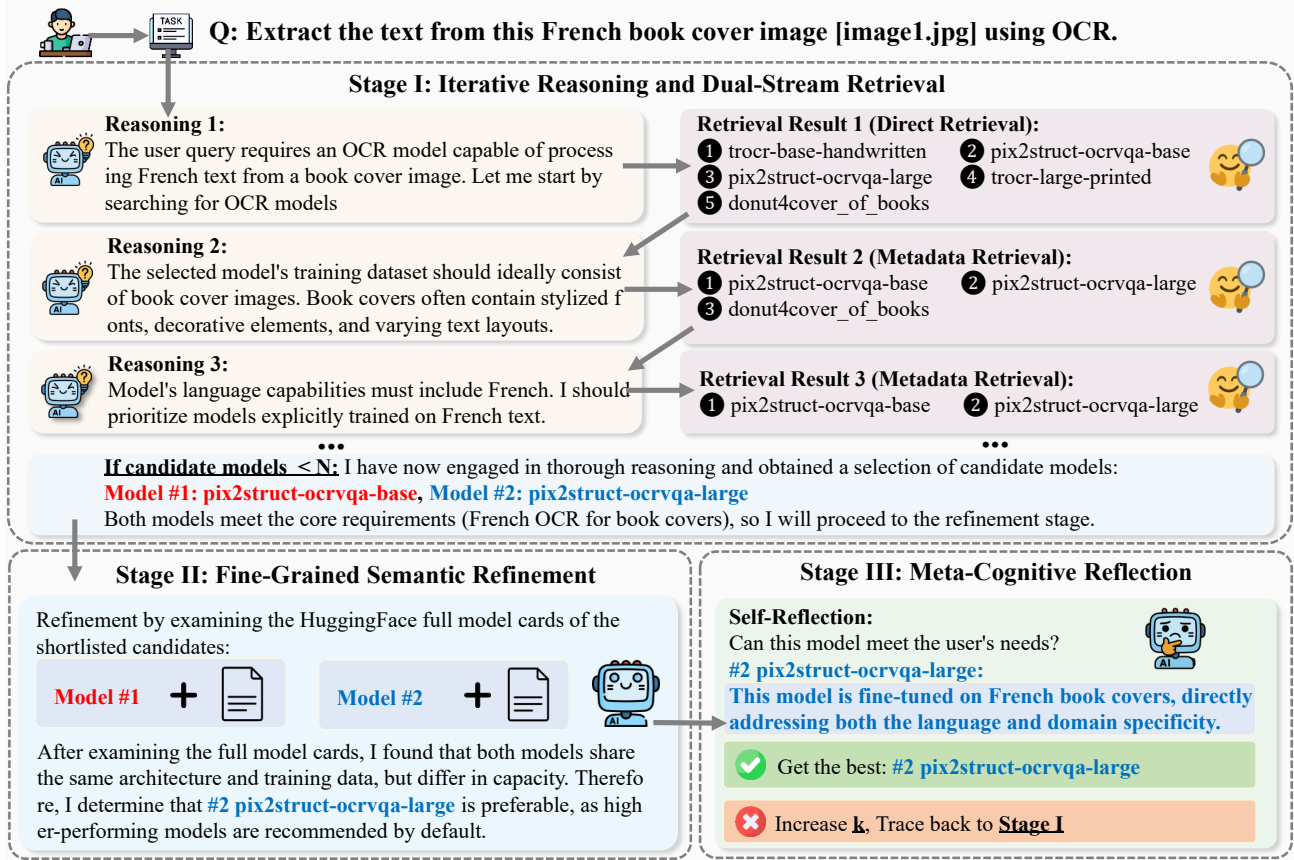 TASK
Q: Extract the text from this French book cover image [image1.jpg] using OCR.
Stage I: Iterative Reasoning and Dual-Stream Retrieval
Reasoning 1:
The user query requires an OCR model capable of process
ing French text from a book cover image. Let me start by
searching for OCR models
AI
Retrieval Result 1 (Direct Retrieval):
1 trocr-base-handwritten 2 pix2struct-ocrvqa-base
3 pix2struct-ocrvqa-large 4 trocr-large-printed
5 donut4cover_of_books
Reasoning 2:
The selected model's training dataset should ideally consist
of book cover images. Book covers often contain stylized f
onts, decorative elements, and varying text layouts.
AI
Retrieval Result 2 (Metadata Retrieval):
1 pix2struct-ocrvqa-base 2 pix2struct-ocrvqa-large
3 donut4cover_of_books
Reasoning 3:
Model's language capabilities must include French. I should
prioritize models explicitly trained on French text.
AI
Retrieval Result 3 (Metadata Retrieval):
1 pix2struct-ocrvqa-base 2 pix2struct-ocrvqa-large
... ...
If candidate models < N: I have now engaged in thorough reasoning and obtained a selection of candidate models:
Model #1: pix2struct-ocrvqa-base, Model #2: pix2struct-ocrvqa-large
Both models meet the core requirements (French OCR for book covers), so I will proceed to the refinement stage.
Stage II: Fine-Grained Semantic Refinement
Refinement by examining the HuggingFace full model cards of the
shortlisted candidates:
Model #1 + Model #2 +
AI
After examining the full model cards, I found that both models share
the same architecture and training data, but differ in capacity. Therefo
re, I determine that #2 pix2struct-ocrvqa-large is preferable, as high
er-performing models are recommended by default.
Stage III: Meta-Cognitive Reflection
Self-Reflection:
Can this model meet the user's needs?
AI
#2 pix2struct-ocrvqa-large:
This model is fine-tuned on French book covers, directly
addressing both the language and domain specificity.
Get the best: #2 pix2struct-ocrvqa-large
Increase k, Trace back to Stage I